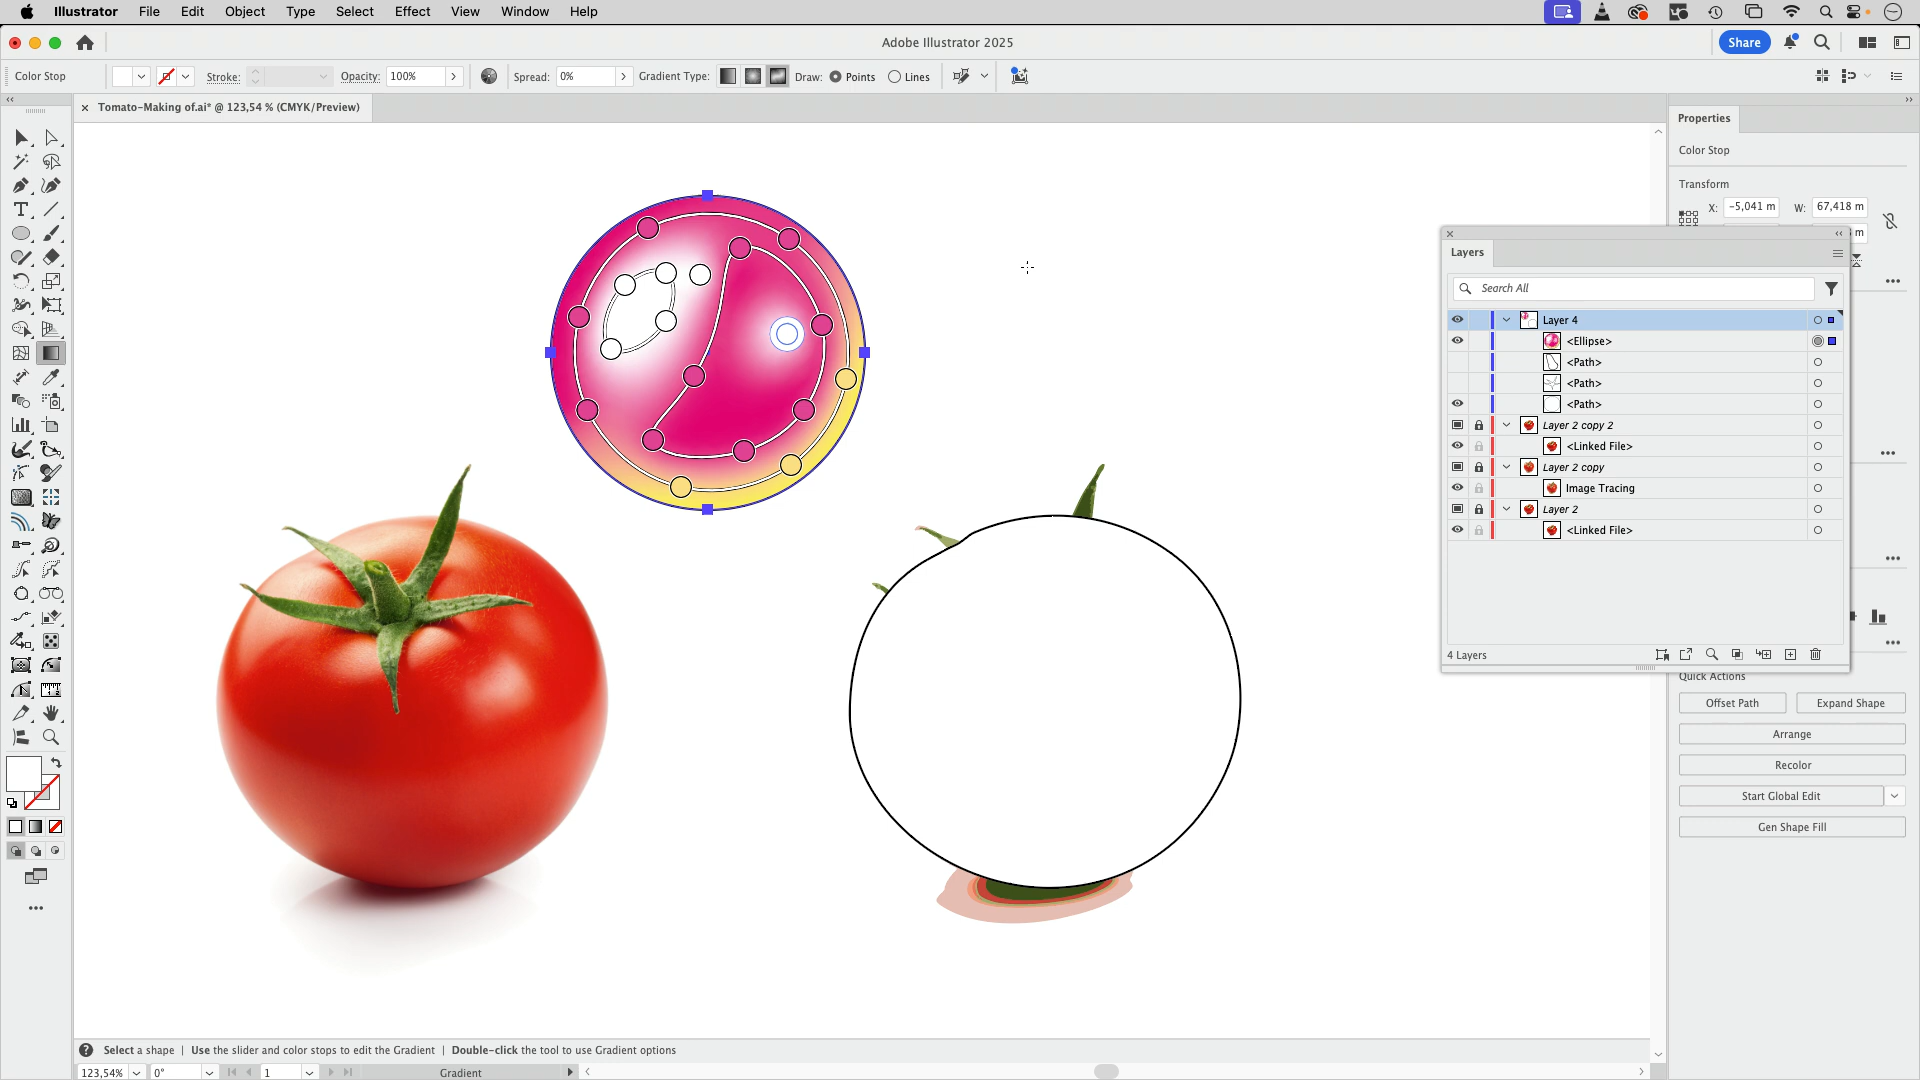 Illustrator File Edit Object Type Select Effect View Window Help
Adobe Illustrator 2025
Share
Color Stop Stroke: Opacity: 100% Spread: 0% Gradient Type: Draw: Points Lines
Tomato-Making of.ai* @ 123,54 % (CMYK/Preview)
Properties
Color Stop
Transform
X: -5,041 m W: 67,418 m
m
Layers
Search All
Layer 4
<Ellipse>
<Path>
<Path>
<Path>
Layer 2 copy 2
<Linked File>
Layer 2 copy
Image Tracing
Layer 2
<Linked File>
4 Layers
Quick Actions
Offset Path Expand Shape
Arrange
Recolor
Start Global Edit
Gen Shape Fill
Select a shape | Use the slider and color stops to edit the Gradient | Double-click the tool to use Gradient options
123,54% 0° 1 Gradient